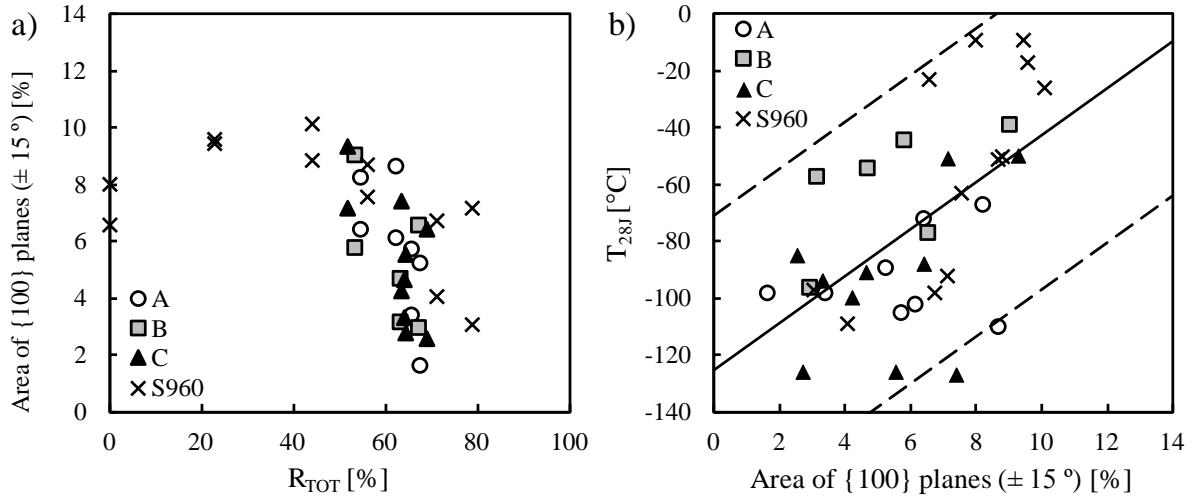 a)
14
12
10
8
6
4
2
0
Area of {100} planes (± 15 º) [%]
A
B
C
S960
0 20 40 60 80 100
R_TOT [%]
b)
0
-20
-40
-60
-80
-100
-120
-140
T_28J [°C]
A
B
C
S960
0 2 4 6 8 10 12 14
Area of {100} planes (± 15 º) [%]